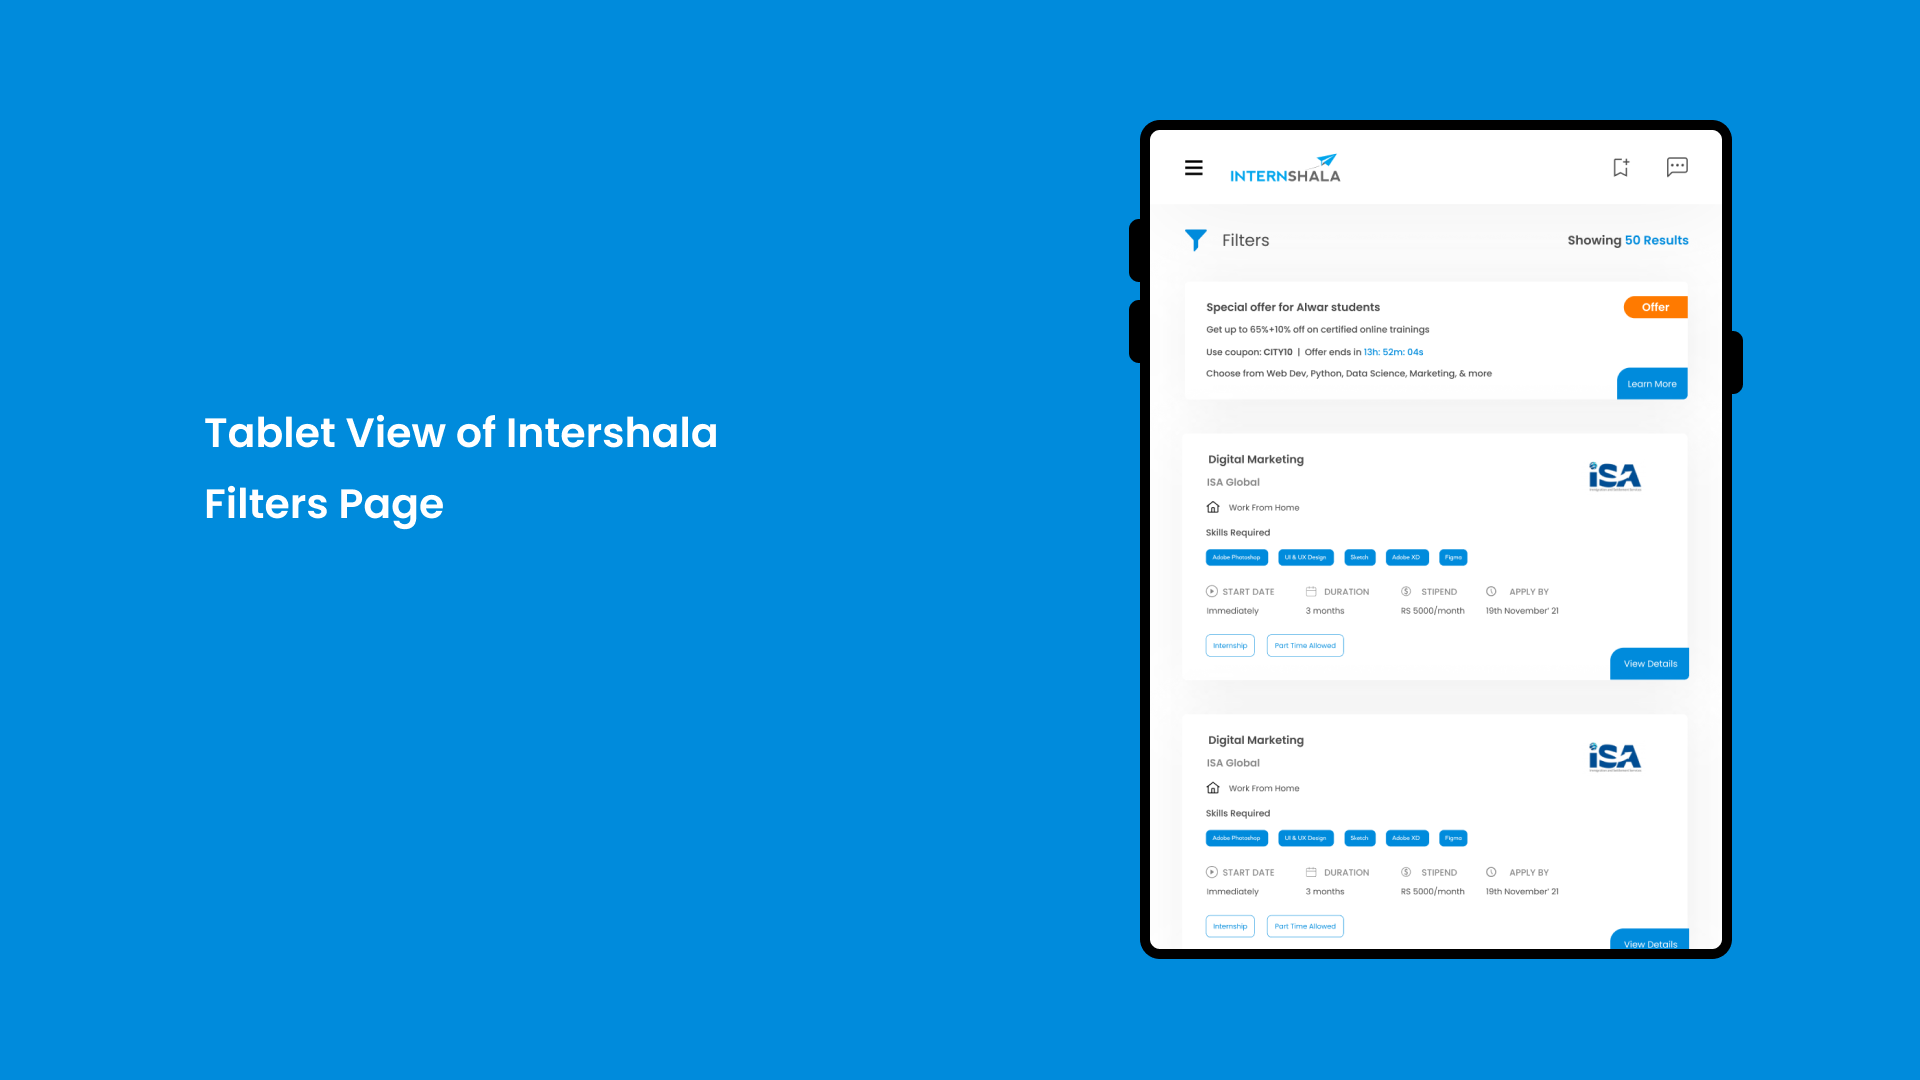 Tablet View of Intershala
Filters Page
INTERNSHALA
Filters
Showing 50 Results
Special offer for Alwar students
Offer
Get up to 65%+10% off on certified online trainings
Use coupon: CITY10 | Offer ends in 13h: 52m: 04s
Choose from Web Dev, Python, Data Science, Marketing, & more
Learn More
Digital Marketing
ISA Global
iSA
Work From Home
Skills Required
Adobe Photoshop UI & UX Design Sketch Adobe XD Figma
START DATE DURATION STIPEND APPLY BY
Immediately 3 months RS 5000/month 19th November' 21
Internship Part Time Allowed
View Details
Digital Marketing
ISA Global
iSA
Work From Home
Skills Required
Adobe Photoshop UI & UX Design Sketch Adobe XD Figma
START DATE DURATION STIPEND APPLY BY
Immediately 3 months RS 5000/month 19th November' 21
Internship Part Time Allowed
View Details